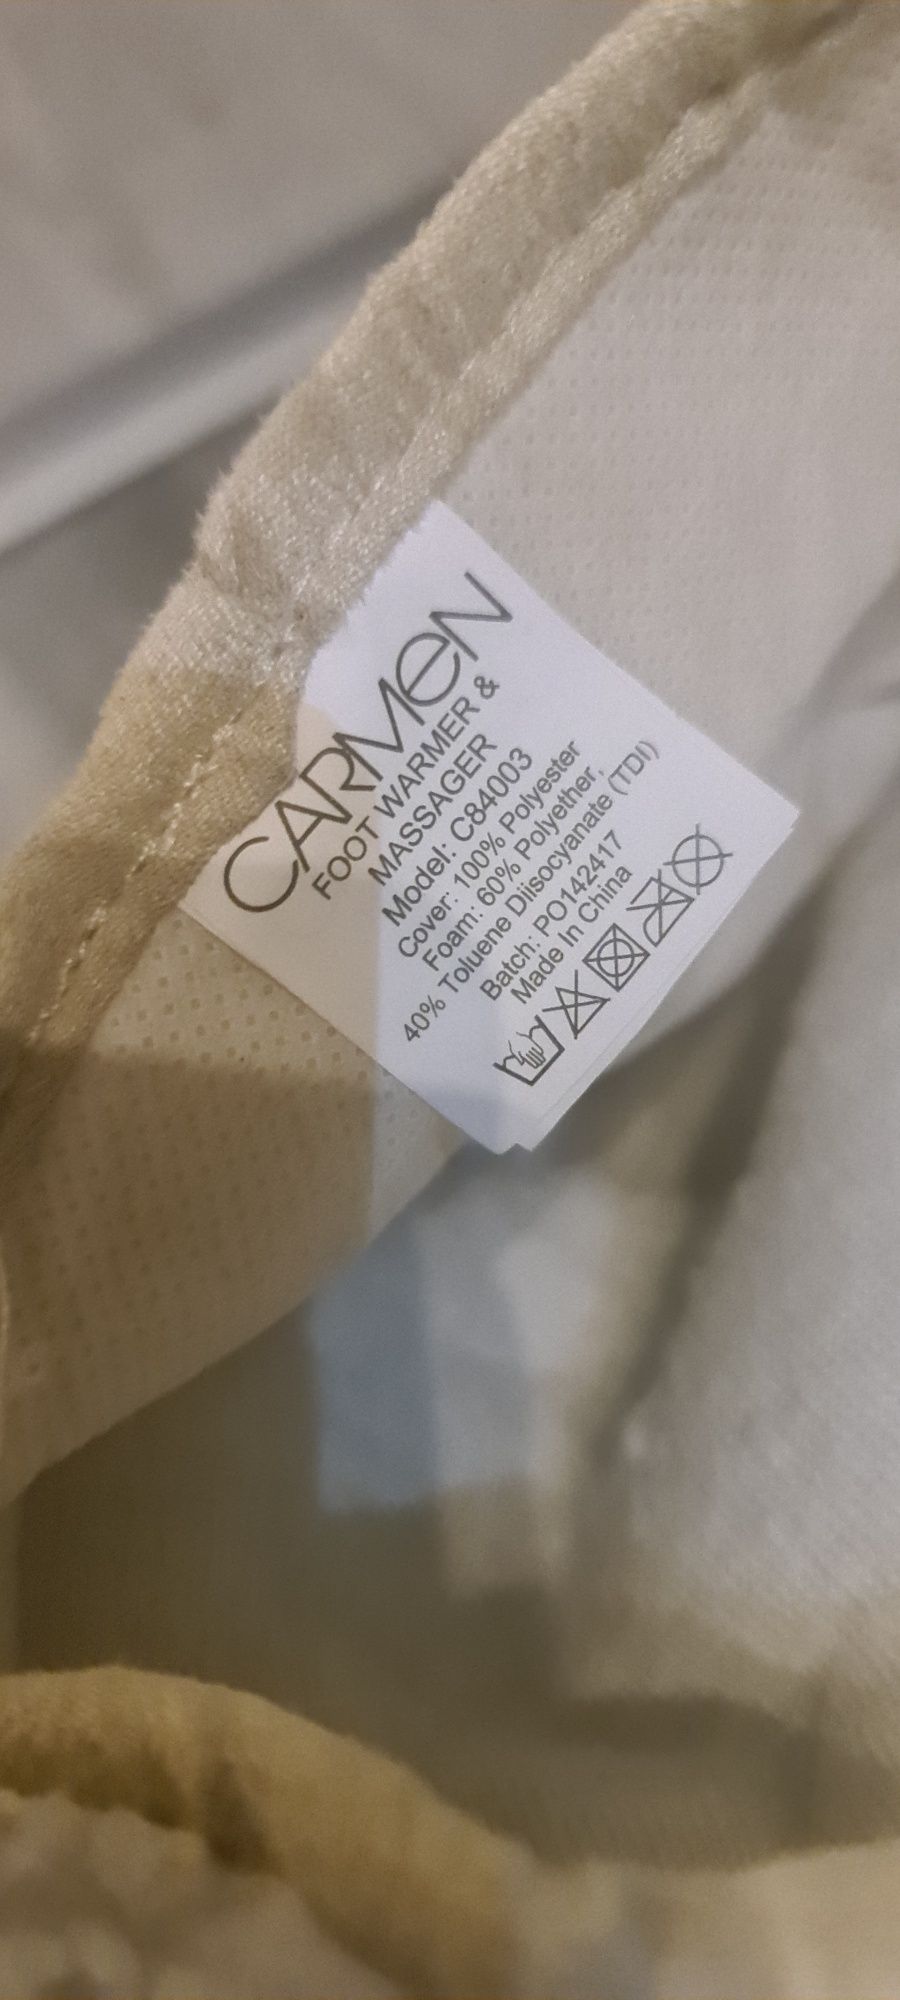 CARMEN
FOOT WARMER &
MASSAGER
Model: C84003
Cover: 100% Polyester
Foam: 60% Polyether,
40% Toluene Diisocyanate (TDI)
Batch: PO142417
Made In China